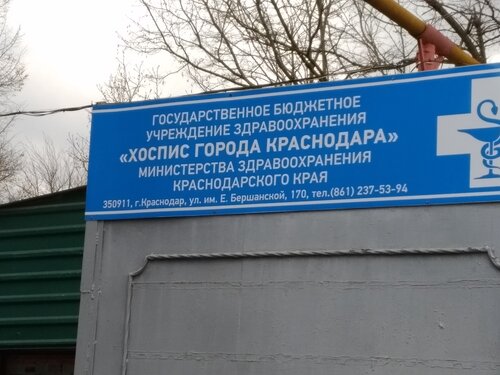 ГОСУДАРСТВЕННОЕ БЮДЖЕТНОЕ
УЧРЕЖДЕНИЕ ЗДРАВООХРАНЕНИЯ
«ХОСПИС ГОРОДА КРАСНОДАРА»
МИНИСТЕРСТВА ЗДРАВООХРАНЕНИЯ
КРАСНОДАРСКОГО КРАЯ
350911, г.Краснодар, ул. им. Е. Бершанской, 170, тел.(861) 237-53-94